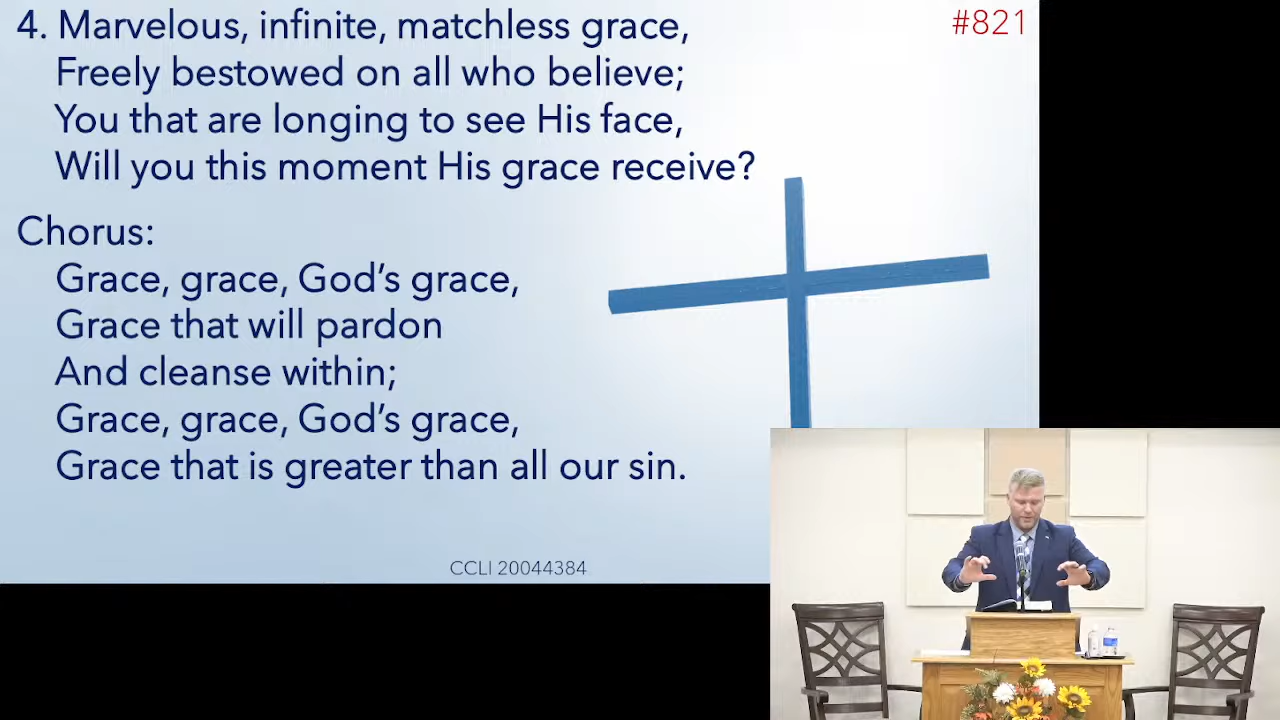 4. Marvelous, infinite, matchless grace,
#821
Freely bestowed on all who believe;
You that are longing to see His face,
Will you this moment His grace receive?
Chorus:
Grace, grace, God’s grace,
Grace that will pardon
And cleanse within;
Grace, grace, God’s grace,
Grace that is greater than all our sin.
CCLI 20044384